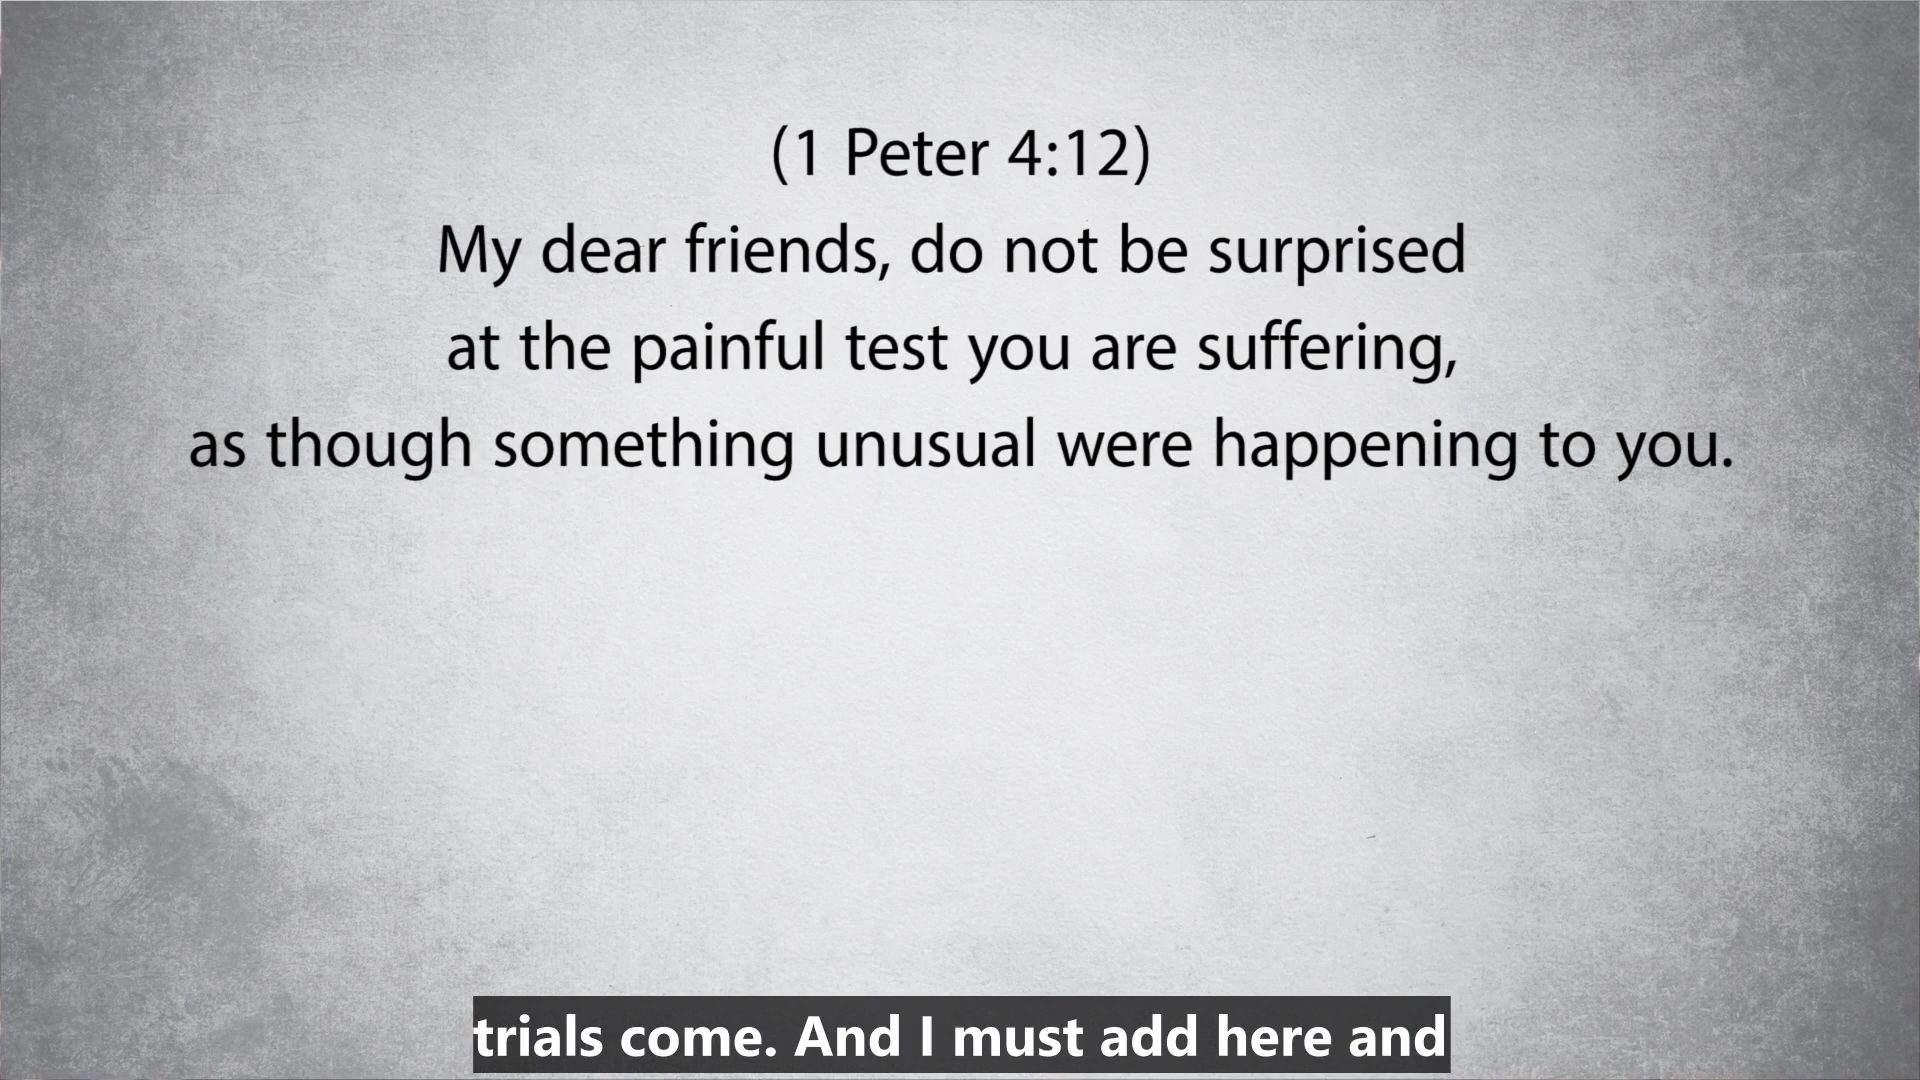 (1 Peter 4:12)
My dear friends, do not be surprised
at the painful test you are suffering,
as though something unusual were happening to you.
trials come. And I must add here and